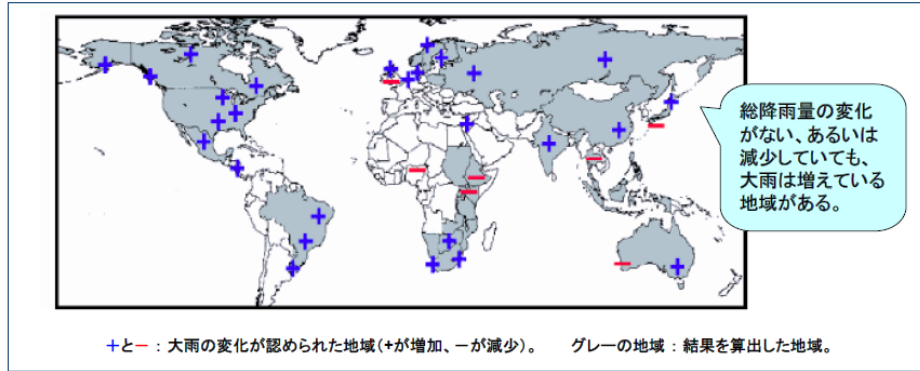 総降雨量の変化
がない、あるいは
減少していても、
大雨は増えている
地域がある。
+と− : 大雨の変化が認められた地域(+が増加、−が減少)。 グレーの地域 : 結果を算出した地域。